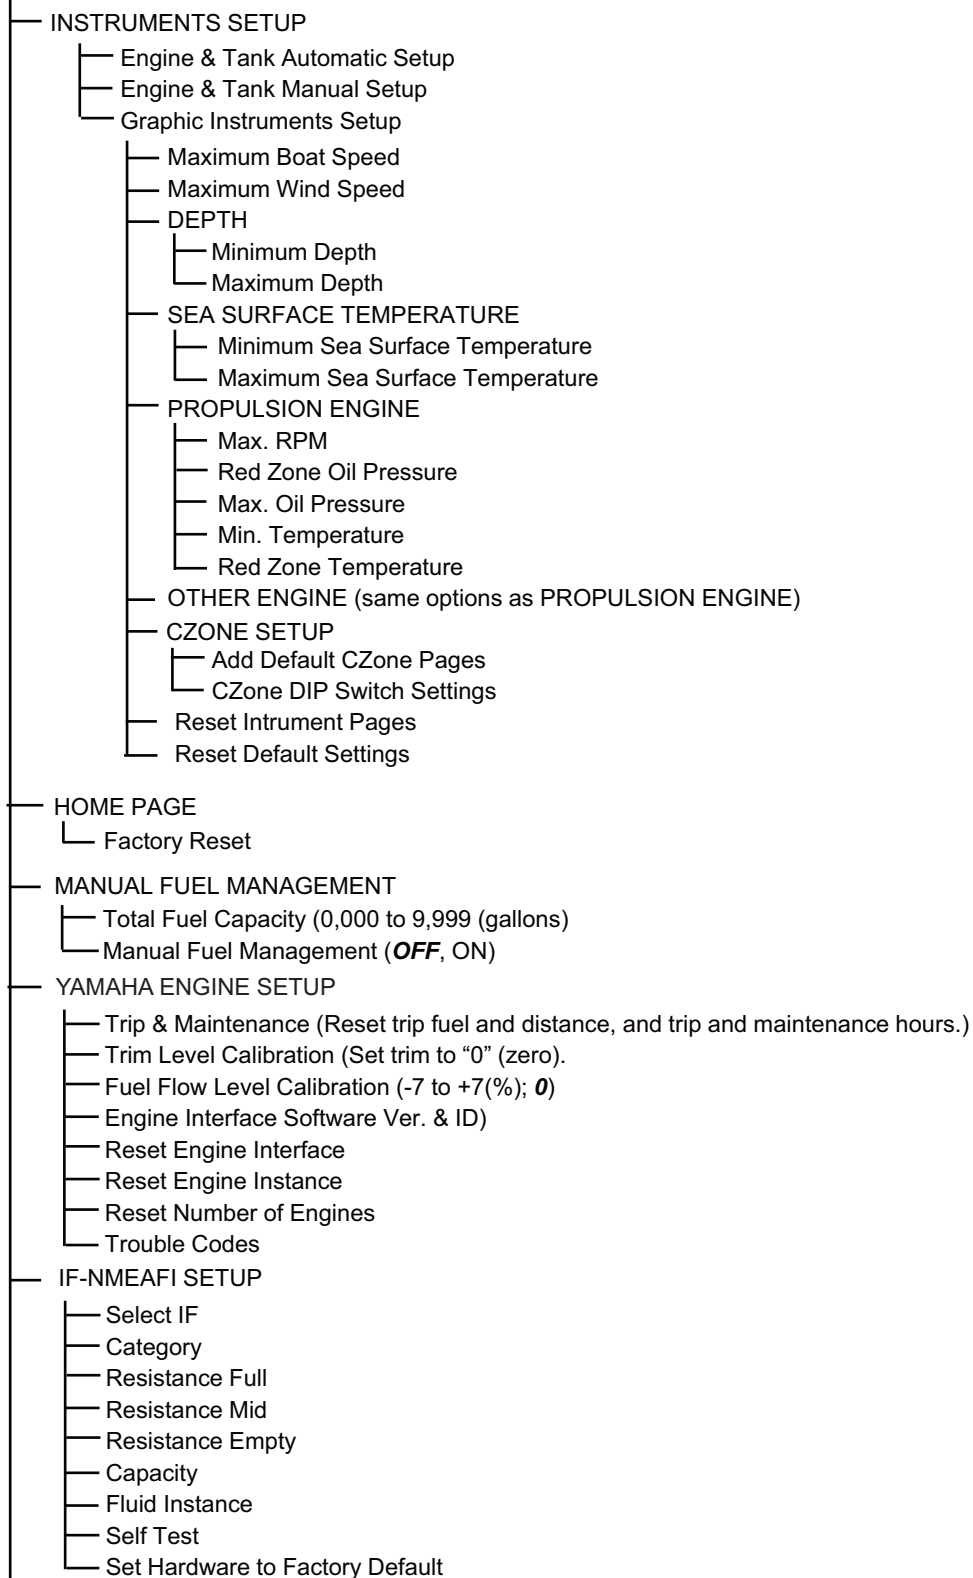 INSTRUMENTS SETUP
Engine & Tank Automatic Setup
Engine & Tank Manual Setup
Graphic Instruments Setup
Maximum Boat Speed
Maximum Wind Speed
DEPTH
Minimum Depth
Maximum Depth
SEA SURFACE TEMPERATURE
Minimum Sea Surface Temperature
Maximum Sea Surface Temperature
PROPULSION ENGINE
Max. RPM
Red Zone Oil Pressure
Max. Oil Pressure
Min. Temperature
Red Zone Temperature
OTHER ENGINE (same options as PROPULSION ENGINE)
CZONE SETUP
Add Default CZone Pages
CZone DIP Switch Settings
Reset Intrument Pages
Reset Default Settings
HOME PAGE
Factory Reset
MANUAL FUEL MANAGEMENT
Total Fuel Capacity (0,000 to 9,999 (gallons)
Manual Fuel Management (OFF, ON)
YAMAHA ENGINE SETUP
Trip & Maintenance (Reset trip fuel and distance, and trip and maintenance hours.)
Trim Level Calibration (Set trim to “0” (zero).
Fuel Flow Level Calibration (-7 to +7(%); 0)
Engine Interface Software Ver. & ID)
Reset Engine Interface
Reset Engine Instance
Reset Number of Engines
Trouble Codes
IF-NMEAFI SETUP
Select IF
Category
Resistance Full
Resistance Mid
Resistance Empty
Capacity
Fluid Instance
Self Test
Set Hardware to Factory Default